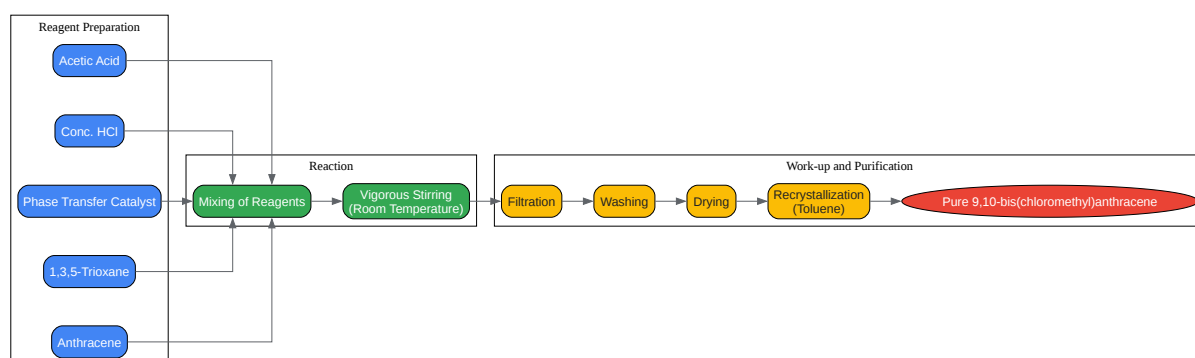 Reagent Preparation
Acetic Acid
Conc. HCl
Phase Transfer Catalyst
1,3,5-Trioxane
Anthracene
Reaction
Mixing of Reagents
Vigorous Stirring
(Room Temperature)
Work-up and Purification
Filtration
Washing
Drying
Recrystallization
(Toluene)
Pure 9,10-bis(chloromethyl)anthracene